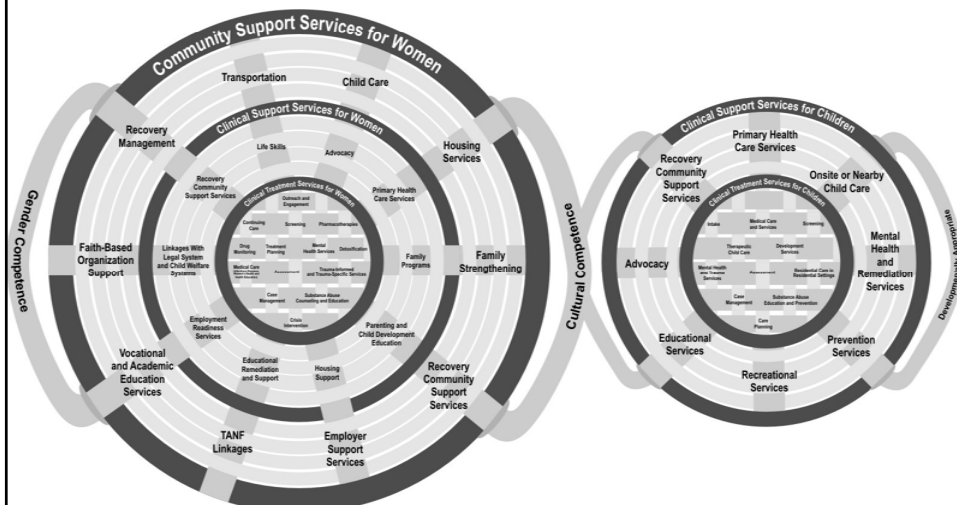 Community Support Services for Women
Transportation
Child Care
Recovery
Management
Housing
Services
Gender Competence
Faith-Based
Organization
Support
Family
Strengthening
Vocational
and Academic
Education
Services
Recovery
Community
Support
Services
TANF
Linkages
Employer
Support
Services
Clinical Support Services for Women
Life Skills
Advocacy
Recovery
Community
Support Services
Primary Health
Care Services
Linkages With
Legal System
and Child Welfare
Systems
Family
Programs
Employment
Readiness
Services
Parenting and
Child Development
Education
Educational
Remediation
and Support
Housing
Support
Clinical Treatment Services for Women
Outreach and
Engagement
Continuing
Care
Screening
Pharmacotherapies
Drug
Monitoring
Treatment
Planning
Mental
Health Services
Detoxification
Medical Care
Assessment
Trauma-Informed
and Trauma-Specific Services
Case
Management
Substance Abuse
Counseling and Education
Crisis
Intervention
Cultural Competence
Clinical Support Services for Children
Primary Health
Care Services
Recovery
Community
Support
Services
Onsite or Nearby
Child Care
Advocacy
Mental
Health
and
Remediation
Services
Educational
Services
Prevention
Services
Recreational
Services
Clinical Treatment Services for Children
Intake
Medical Care
and Services
Screening
Therapeutic
Child Care
Development
Services
Mental Health
and Trauma
Services
Assessment
Residential Care in
Residential Settings
Case
Management
Substance Abuse
Education and Prevention
Care
Planning
Developmentally Appropriate